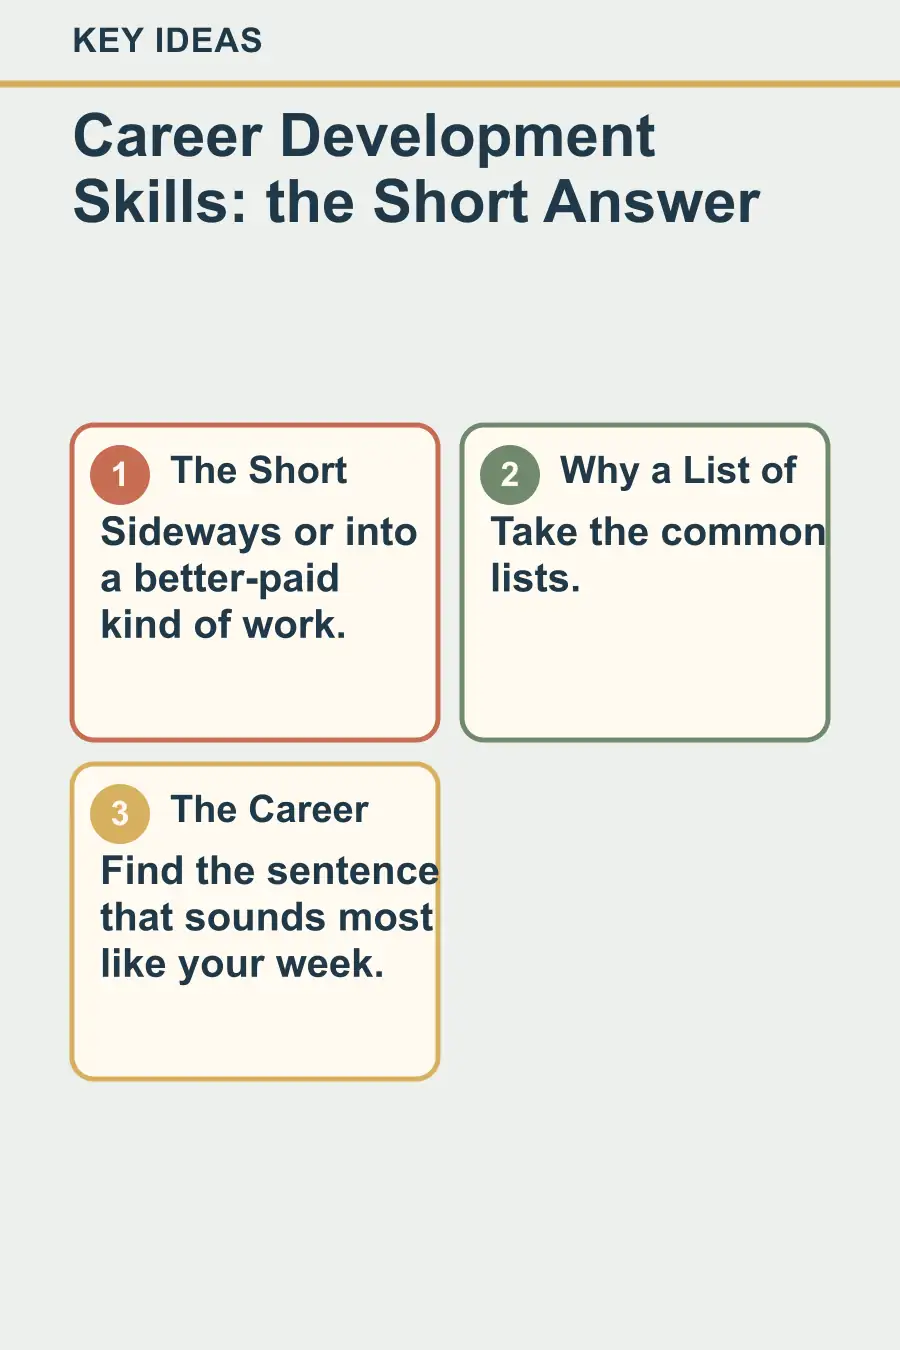 KEY IDEAS
Career Development
Skills: the Short Answer
1 The Short
Sideways or into
a better-paid
kind of work.
2 Why a List of
Take the common
lists.
3 The Career
Find the sentence
that sounds most
like your week.